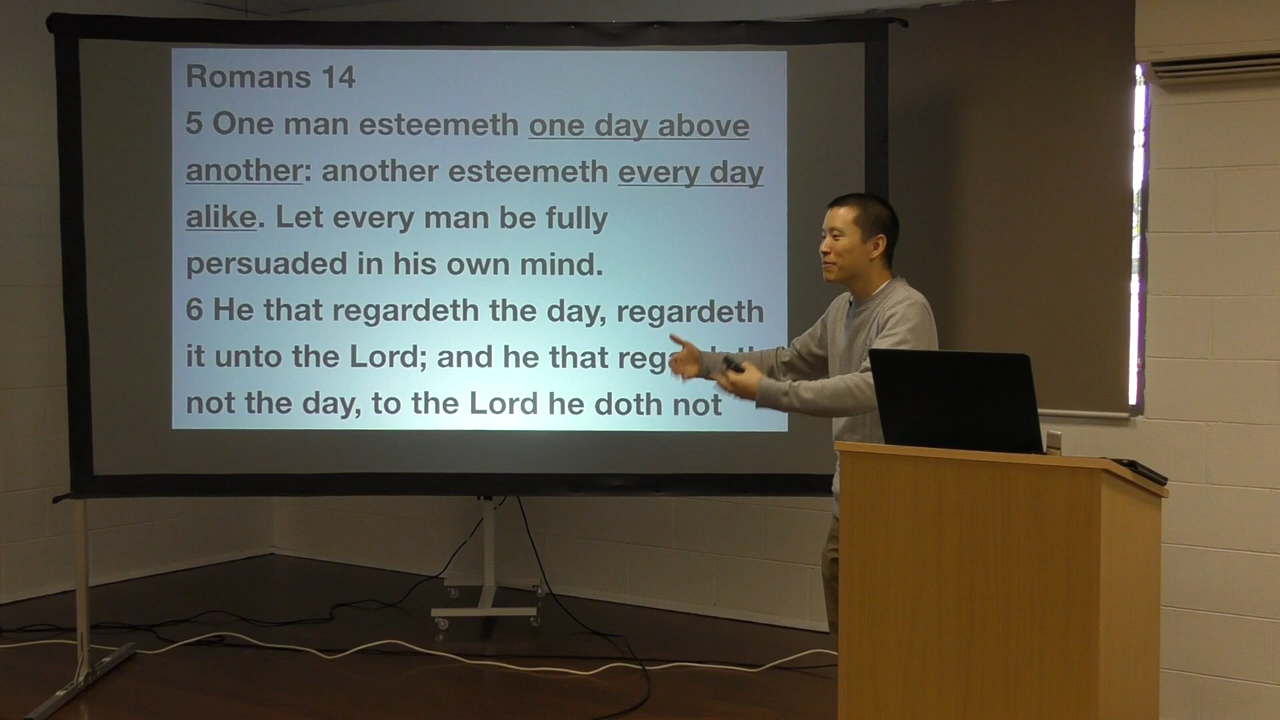 Romans 14
5 One man esteemeth one day above
another: another esteemeth every day
alike. Let every man be fully
persuaded in his own mind.
6 He that regardeth the day, regardeth
it unto the Lord; and he that
not the day, to the Lord he doth not